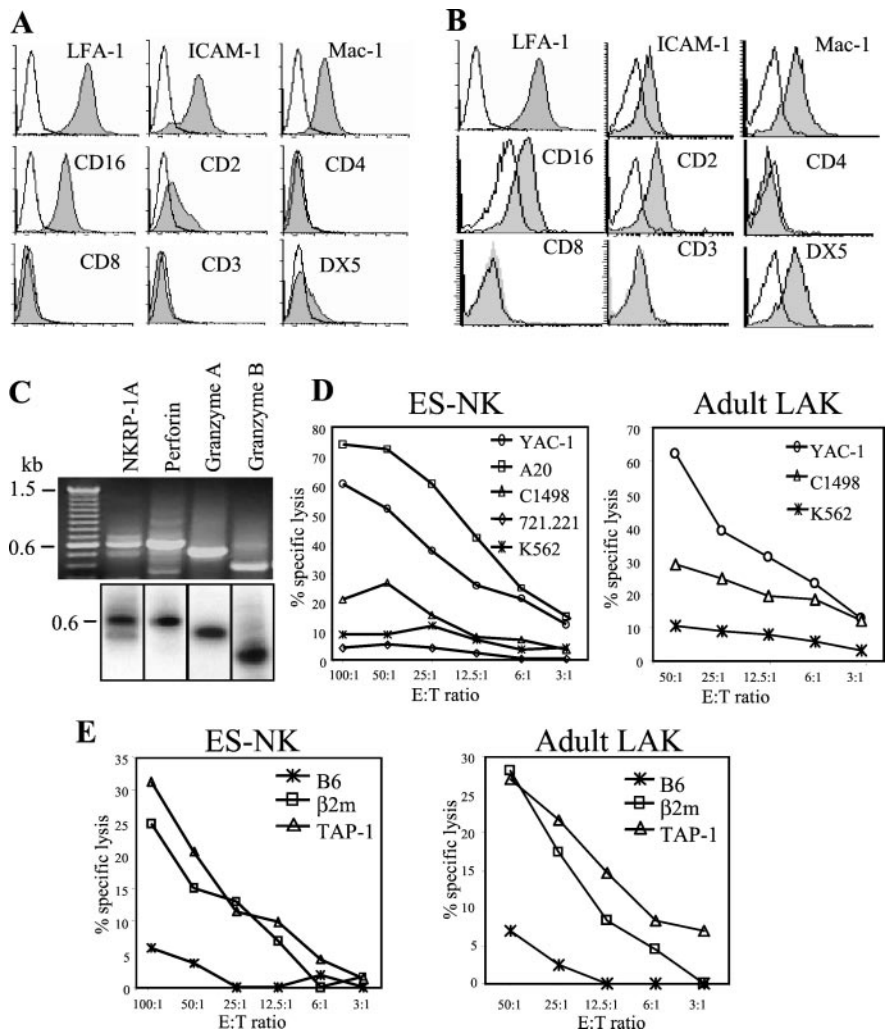 A
LFA-1 ICAM-1 Mac-1
CD16 CD2 CD4
CD8 CD3 DX5
B
LFA-1 ICAM-1 Mac-1
CD16 CD2 CD4
CD8 CD3 DX5
C
NKRP-1A
Perforin
Granzyme A
Granzyme B
kb
1.5
0.6
0.6
D
ES-NK
% specific lysis
80
70
60
50
40
30
20
10
0
YAC-1
A20
C1498
721.221
K562
100:1 50:1 25:1 12.5:1 6:1 3:1
E:T ratio
Adult LAK
% specific lysis
70
60
50
40
30
20
10
0
YAC-1
C1498
K562
50:1 25:1 12.5:1 6:1 3:1
E:T ratio
E
ES-NK
% specific lysis
35
30
25
20
15
10
5
0
B6
β2m
TAP-1
100:1 50:1 25:1 12.5:1 6:1 3:1
E:T ratio
Adult LAK
% specific lysis
30
25
20
15
10
5
0
B6
β2m
TAP-1
50:1 25:1 12.5:1 6:1 3:1
E:T ratio